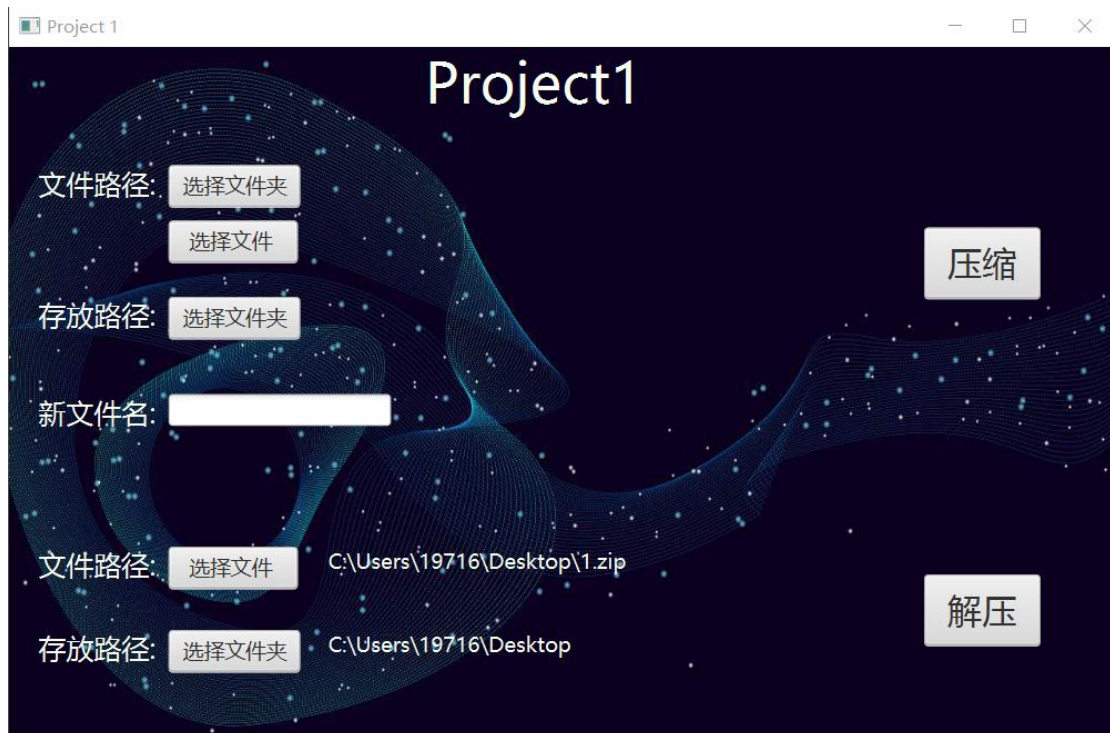 Project 1
Project1
文件路径: 选择文件夹
选择文件
压缩
存放路径: 选择文件夹
新文件名:
文件路径: 选择文件 C:\Users\19716\Desktop\1.zip
解压
存放路径: 选择文件夹 C:\Users\19716\Desktop